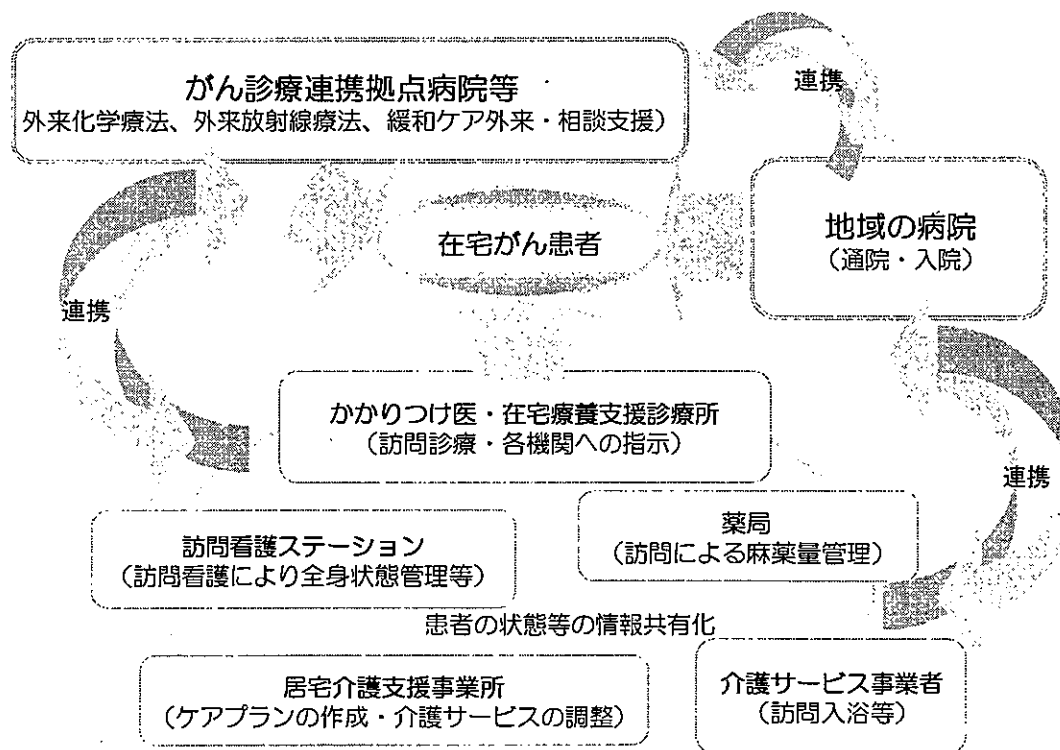 がん診療連携拠点病院等
外来化学療法、外来放射線療法、緩和ケア外来・相談支援）
連携
在宅がん患者
地域の病院
（通院・入院）
連携
かかりつけ医・在宅療養支援診療所
（訪問診療・各機関への指示）
連携
訪問看護ステーション
（訪問看護により全身状態管理等）
薬局
（訪問による麻薬量管理）
患者の状態等の情報共有化
居宅介護支援事業所
（ケアプランの作成・介護サービスの調整）
介護サービス事業者
（訪問入浴等）